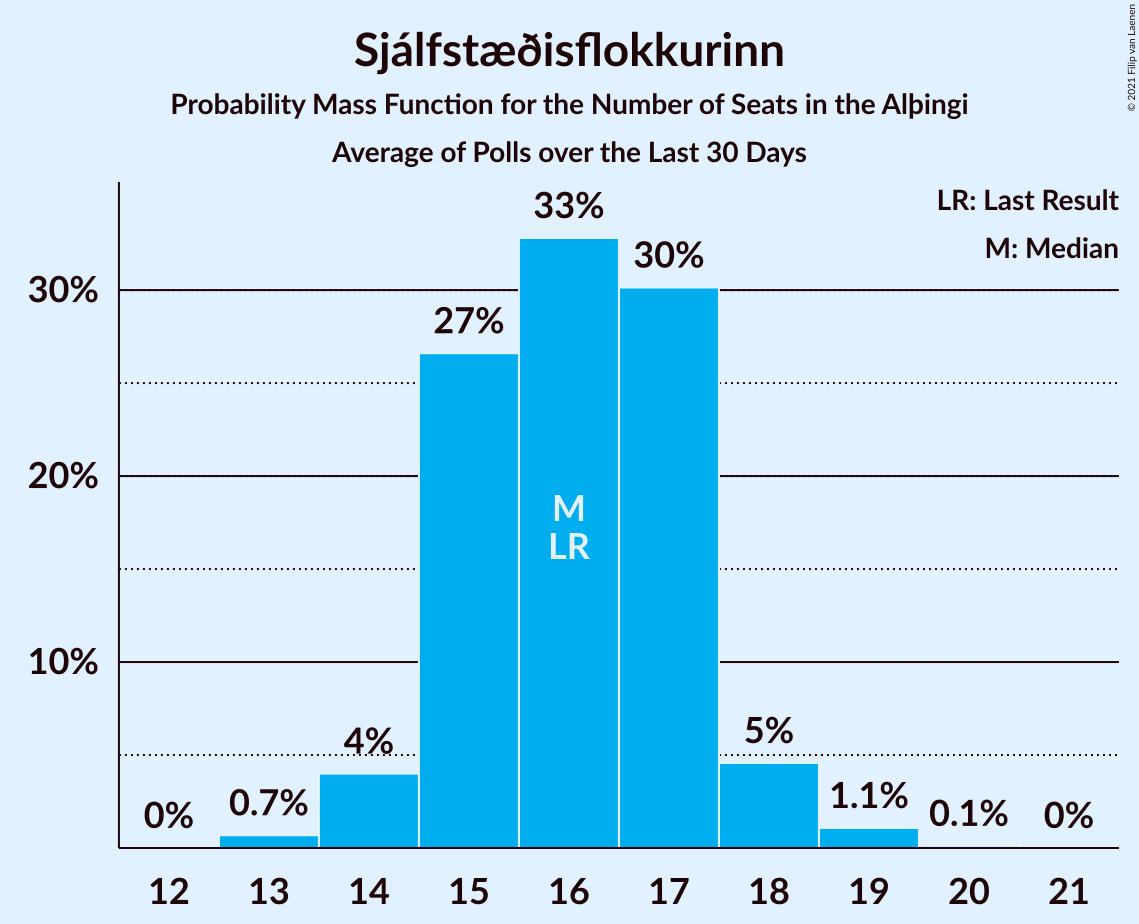 Sjálfstæðisflokkurinn
Probability Mass Function for the Number of Seats in the Alþingi
Average of Polls over the Last 30 Days
© 2021 Filip van Laenen
LR: Last Result
M: Median
33%
30%
27%
30%
20%
10%
M
LR
4%
5%
0%
0.7%
1.1%
0.1%
0%
12 13 14 15 16 17 18 19 20 21